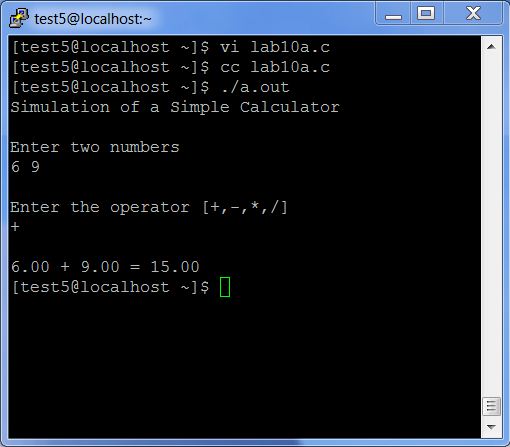 test5@localhost:~
[test5@localhost ~]$ vi lab10a.c
[test5@localhost ~]$ cc lab10a.c
[test5@localhost ~]$ ./a.out
Simulation of a Simple Calculator
Enter two numbers
6 9
Enter the operator [+,-,*,/]
+
6.00 + 9.00 = 15.00
[test5@localhost ~]$